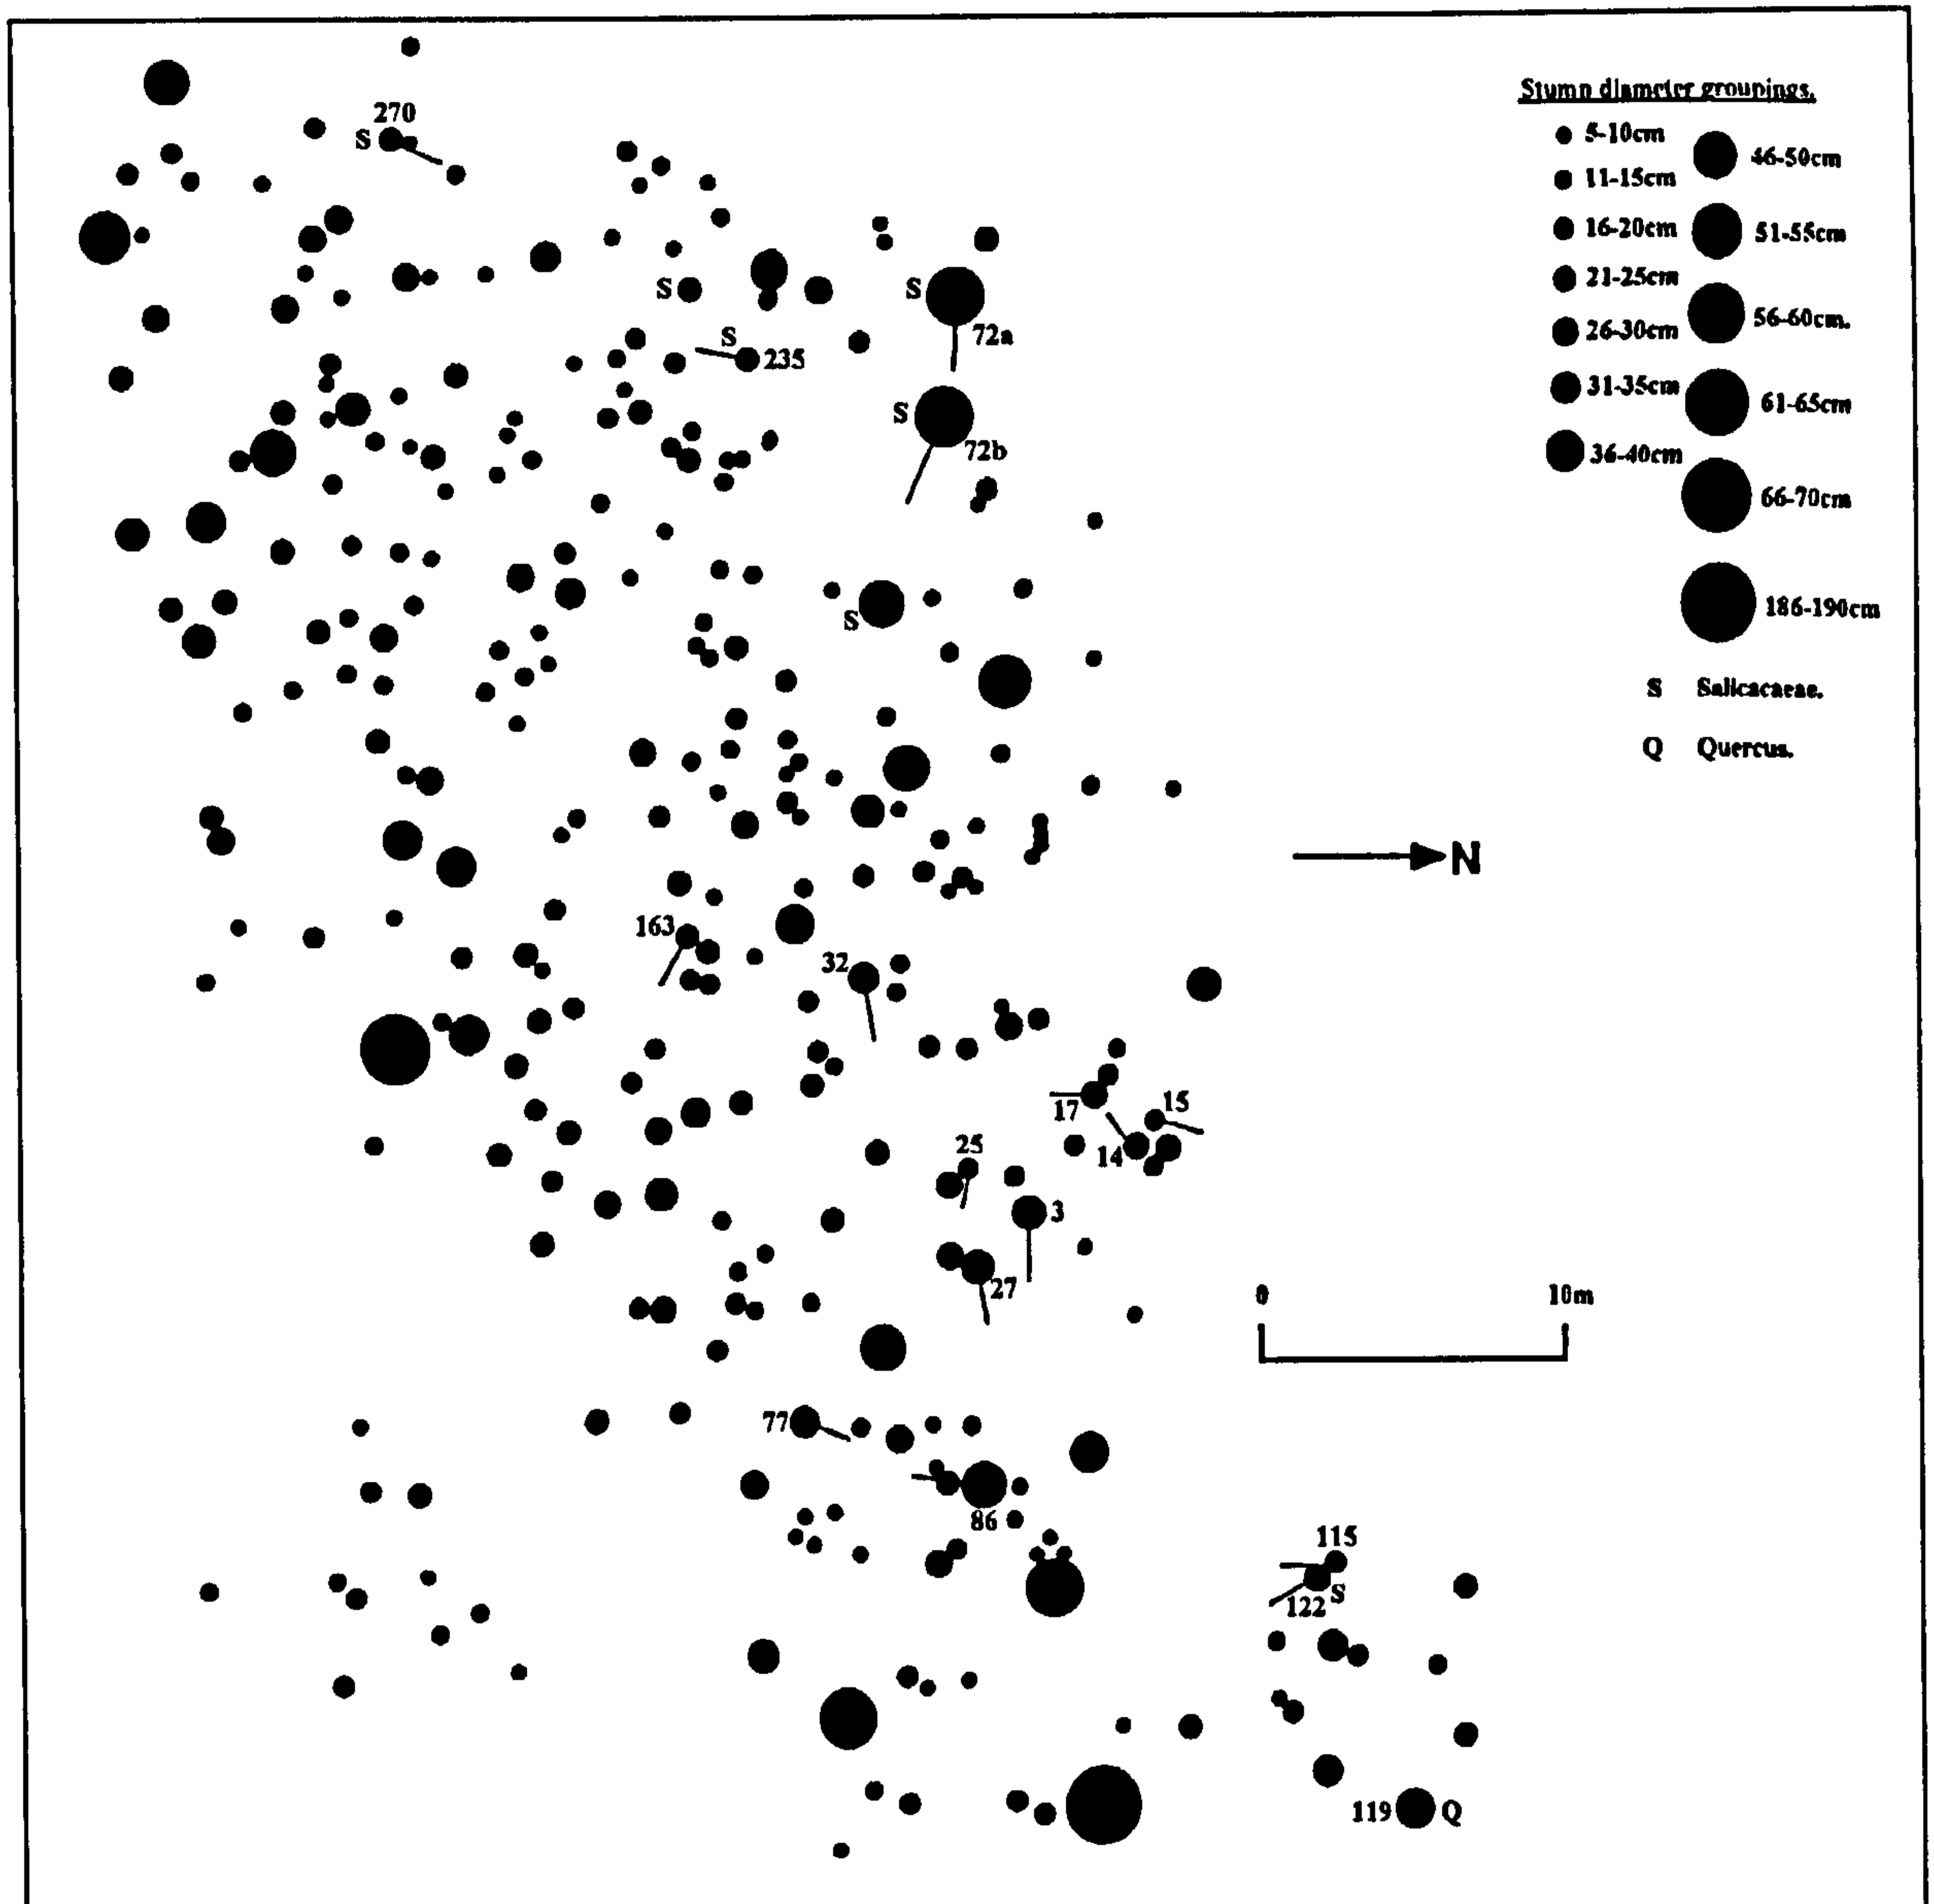 Stump diameter groupings.
5-10cm
11-15cm
16-20cm
21-25cm
26-30cm
31-35cm
36-40cm
46-50cm
51-55cm
56-60cm.
61-65cm
66-70cm
186-190cm
S Salicacaeae.
Q Quercus.
270
S
S
S
S
235
72a
S
72b
S
N
163
32
17
15
14
25
3
27
0 10m
77
86
115
S
122
119 Q